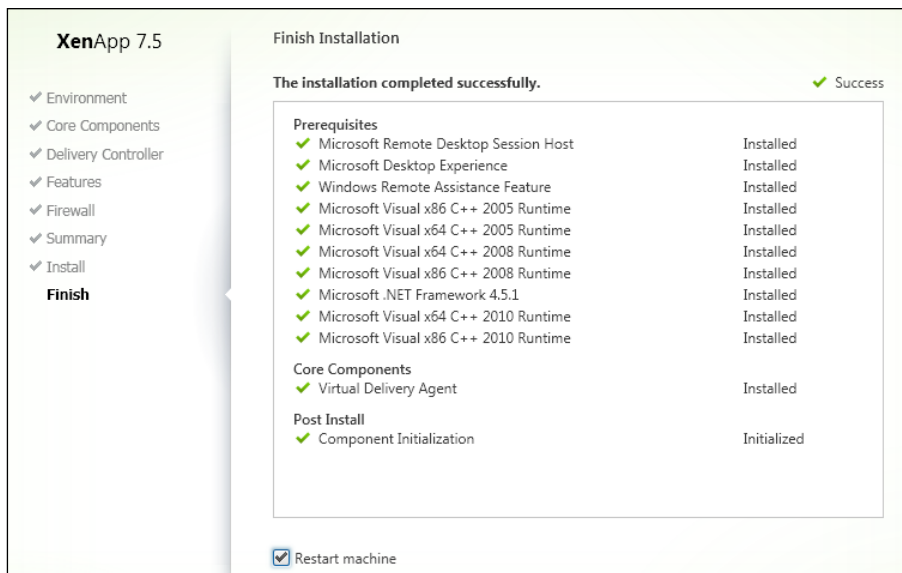 XenApp 7.5
Environment
Core Components
Delivery Controller
Features
Firewall
Summary
Install
Finish
Finish Installation
The installation completed successfully. Success
Prerequisites
Microsoft Remote Desktop Session Host Installed
Microsoft Desktop Experience Installed
Windows Remote Assistance Feature Installed
Microsoft Visual x86 C++ 2005 Runtime Installed
Microsoft Visual x64 C++ 2005 Runtime Installed
Microsoft Visual x64 C++ 2008 Runtime Installed
Microsoft Visual x86 C++ 2008 Runtime Installed
Microsoft .NET Framework 4.5.1 Installed
Microsoft Visual x64 C++ 2010 Runtime Installed
Microsoft Visual x86 C++ 2010 Runtime Installed
Core Components
Virtual Delivery Agent Installed
Post Install
Component Initialization Initialized
Restart machine